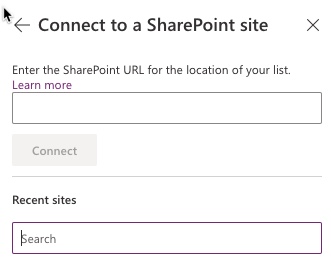 Connect to a SharePoint site
Enter the SharePoint URL for the location of your list.
Learn more
Connect
Recent sites
Search